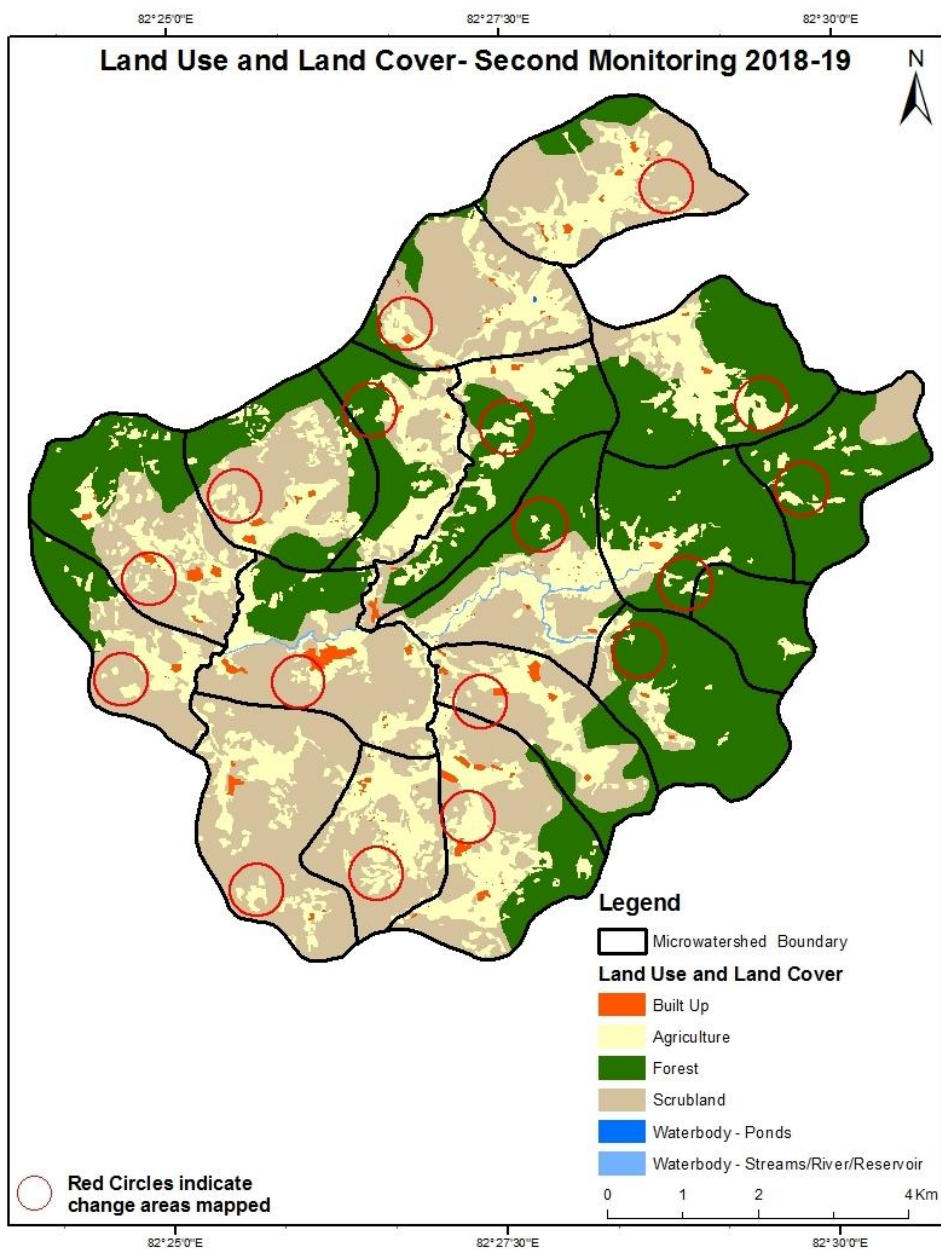 82°25'0"E 82°27'30"E 82°30'0"E
Land Use and Land Cover- Second Monitoring 2018-19
N
Legend
Microwatershed Boundary
Land Use and Land Cover
Built Up
Agriculture
Forest
Scrubland
Waterbody - Ponds
Waterbody - Streams/River/Reservoir
0 1 2 4 Km
Red Circles indicate
change areas mapped
82°25'0"E 82°27'30"E 82°30'0"E